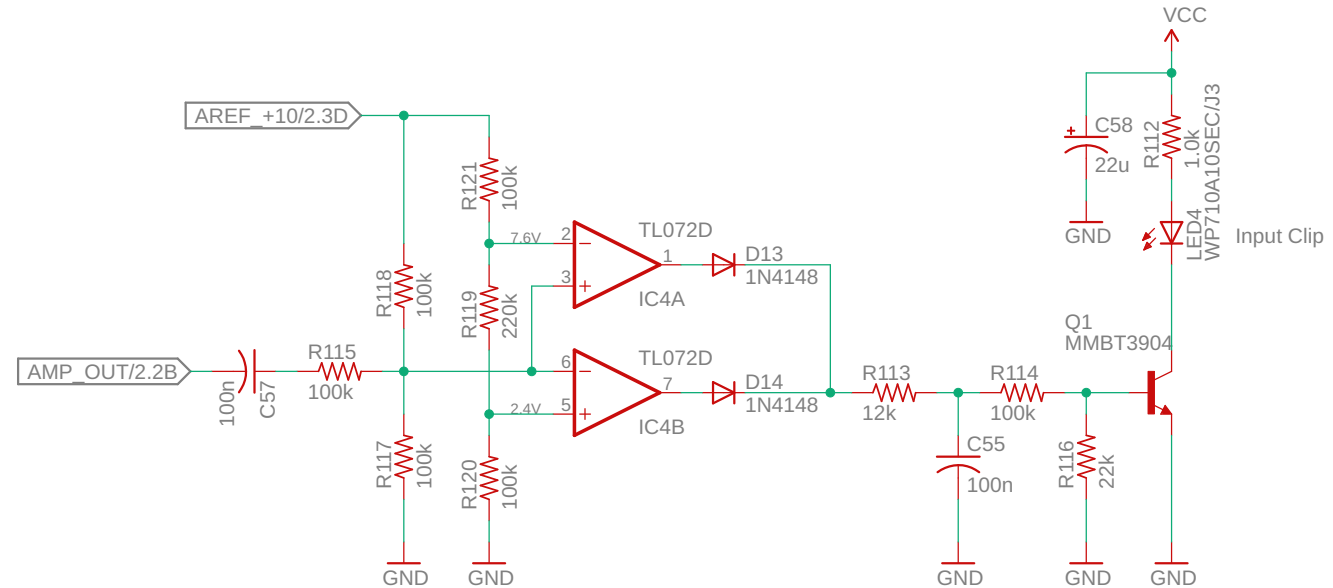 VCC
AREF_+10/2.3D
C58
22u
R112
1.0k
WP710A10SEC/J3
R121
100k
GND
LED4
Input Clip
7.6V
2
3
1
TL072D
IC4A
D13
1N4148
R118
100k
R119
220k
Q1
MMBT3904
AMP_OUT/2.2B
100n
C57
R115
100k
6
5
7
2.4V
TL072D
IC4B
D14
1N4148
R113
12k
R114
100k
R117
100k
R120
100k
C55
100n
R116
22k
GND
GND
GND
GND
GND